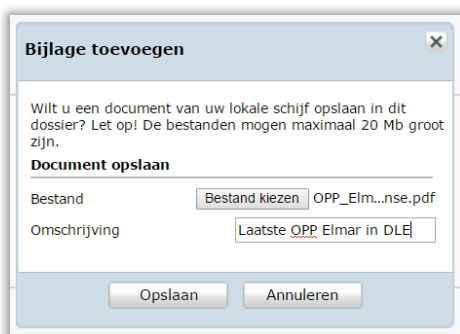 Bijlage toevoegen
Wilt u een document van uw lokale schijf opslaan in dit
dossier? Let op! De bestanden mogen maximaal 20 Mb groot
zijn.
Document opslaan
Bestand Bestand kiezen OPP_Elm...nse.pdf
Omschrijving Laatste OPP Elmar in DLE
Opslaan Annuleren